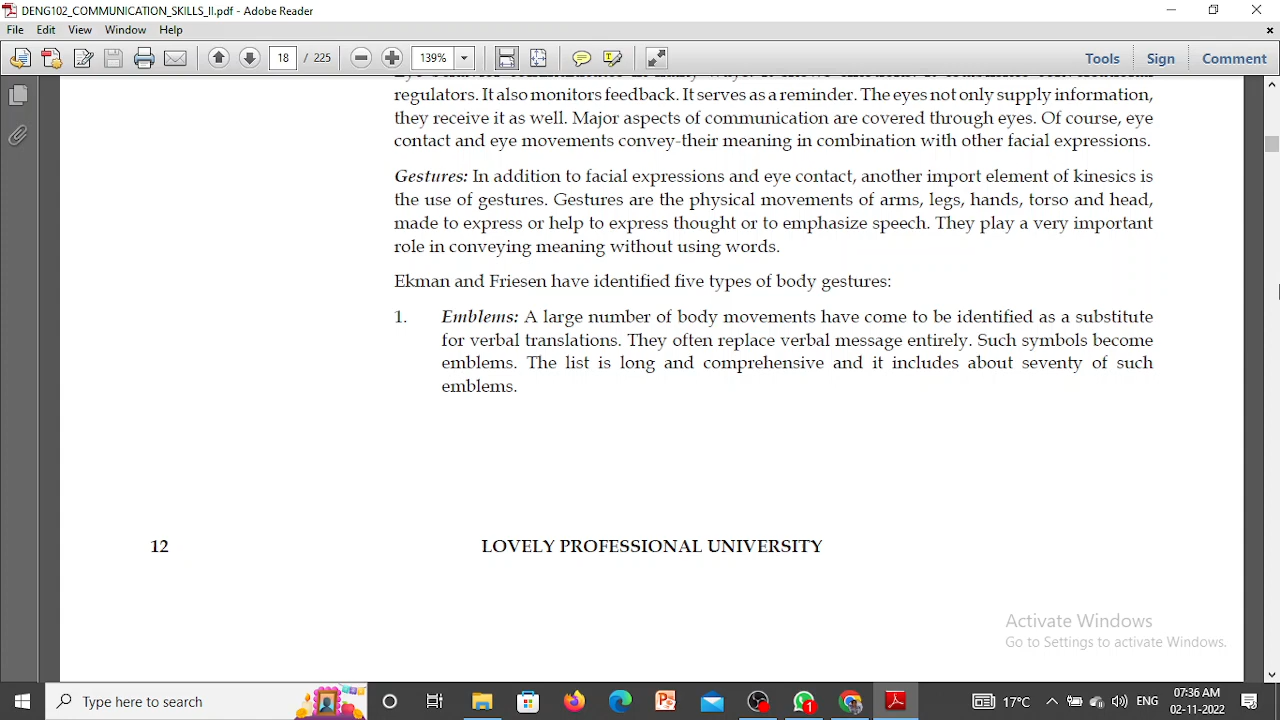 DENG102_COMMUNICATION_SKILLS_II.pdf - Adobe Reader
File Edit View Window Help
18 / 225 139% Tools Sign Comment
regulators. It also monitors feedback. It serves as a reminder. The eyes not only supply information,
they receive it as well. Major aspects of communication are covered through eyes. Of course, eye
contact and eye movements convey-their meaning in combination with other facial expressions.
Gestures: In addition to facial expressions and eye contact, another import element of kinesics is
the use of gestures. Gestures are the physical movements of arms, legs, hands, torso and head,
made to express or help to express thought or to emphasize speech. They play a very important
role in conveying meaning without using words.
Ekman and Friesen have identified five types of body gestures:
1. Emblems: A large number of body movements have come to be identified as a substitute
for verbal translations. They often replace verbal message entirely. Such symbols become
emblems. The list is long and comprehensive and it includes about seventy of such
emblems.
12 LOVELY PROFESSIONAL UNIVERSITY
Activate Windows
Go to Settings to activate Windows.
Type here to search 1 17°C ENG 07:36 AM
02-11-2022